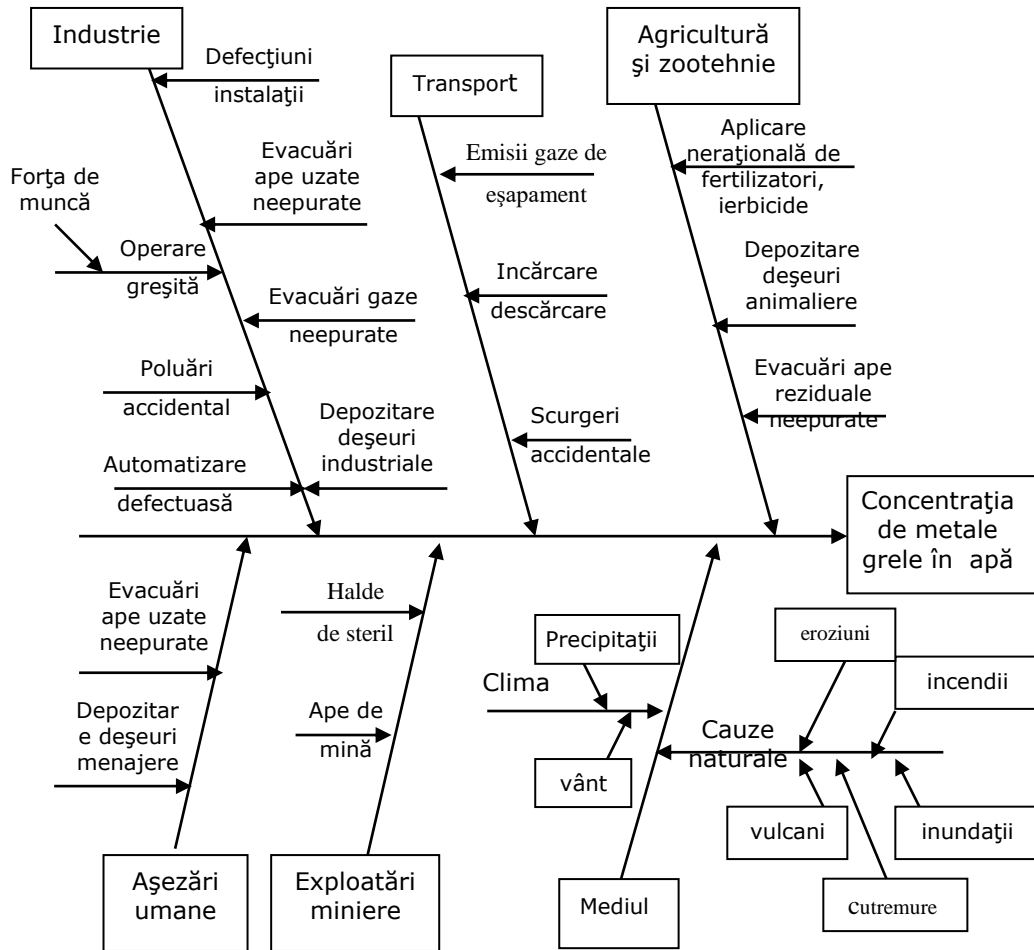 Industrie
Defecţiuni
instalaţii
Evacuări
ape uzate
neepurate
Forţa de
muncă
Operare
greşită
Evacuări gaze
neepurate
Poluări
accidental
Depozitare
deşeuri
industriale
Automatizare
defectuasă
Transport
Emisii gaze de
eşapament
Incărcare
descărcare
Scurgeri
accidentale
Agricultură
şi zootehnie
Aplicare
neraţională de
fertilizatori,
ierbicide
Depozitare
deşeuri
animaliere
Evacuări ape
reziduale
neepurate
Concentraţia
de metale
grele în apă
Evacuări
ape uzate
neepurate
Depozitar
e deşeuri
menajere
Aşezări
umane
Halde
de steril
Ape de
mină
Exploatări
miniere
Precipitaţii
Clima
vânt
eroziuni
incendii
Cauze
naturale
vulcani
inundaţii
cutremure
Mediul